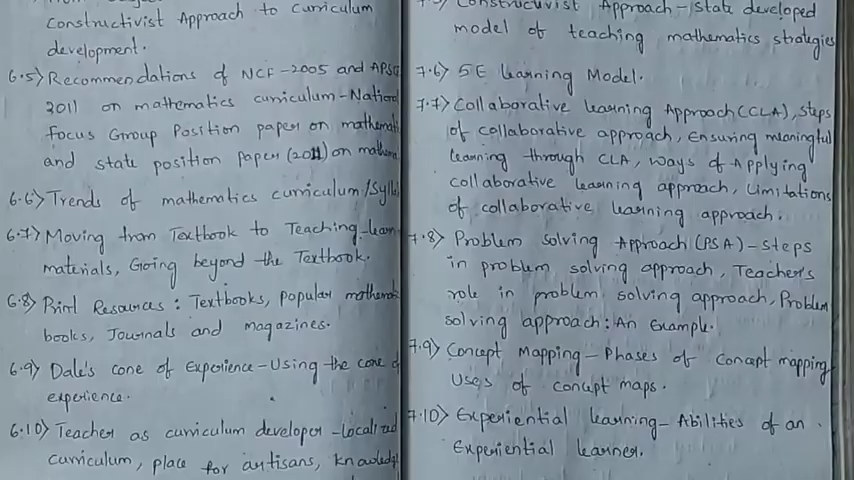 Constructivist Approach to curriculum
development.
6.5) Recommendations of NCF-2005 and APSC
2011 on mathematics curriculum-Nation
Focus Group Position paper on mathemati
and state position paper (2011) on mathem
6.6) Trends of mathematics curriculum/Sylla
6.7) Moving from Textbook to Teaching-learn
materials, Going beyond the Textbook.
6.8) Print Resources: Textbooks, Popular mathemat
books, Journals and magazines.
6.9) Dale's cone of Experience-Using the cone of
experience.
6.10) Teacher as curriculum developer-Localized
curriculum, place for artisans, knowledg
Constructivist Approach-State developed
model of teaching mathematics strategies
7.6) 5E learning Model.
7.7) Collaborative learning Approach(CLA), Steps
of collaborative approach, Ensuring meaningful
learning through CLA, ways of Applying
collaborative learning approach, Limitations
of collaborative learning approach.
7.8) Problem solving Approach (PSA)-steps
in problem solving approach, Teacher's
role in problem solving approach, Problem
solving approach: An Example.
7.9) Concept Mapping-Phases of concept mapping,
Uses of concept maps.
7.10) Experiential learning-Abilities of an
Experiential learner.